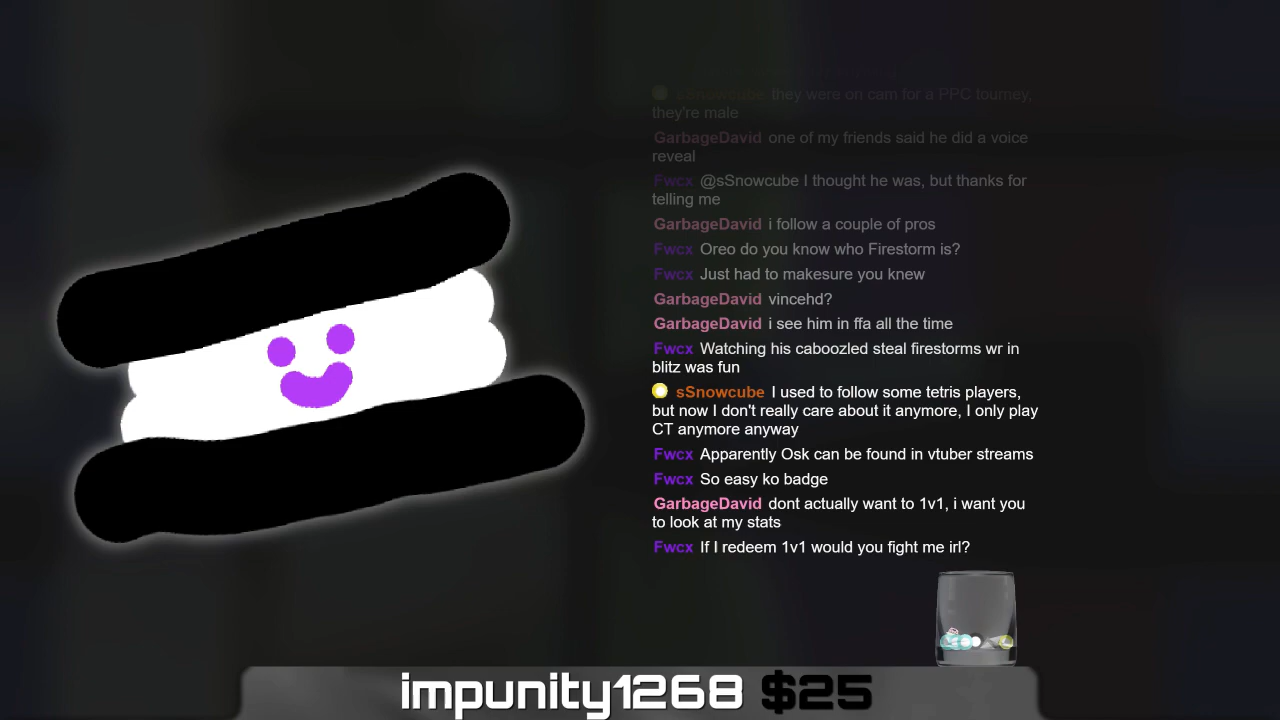 sSnowcube they were on cam for a PPC tourney,
they're male
GarbageDavid one of my friends said he did a voice
reveal
Fwcx @sSnowcube I thought he was, but thanks for
telling me
GarbageDavid i follow a couple of pros
Fwcx Oreo do you know who Firestorm is?
Fwcx Just had to makesure you knew
GarbageDavid vincehd?
GarbageDavid i see him in ffa all the time
Fwcx Watching his caboozled steal firestorms wr in
blitz was fun
sSnowcube I used to follow some tetris players,
but now I don't really care about it anymore, I only play
CT anymore anyway
Fwcx Apparently Osk can be found in vtuber streams
Fwcx So easy ko badge
GarbageDavid dont actually want to 1v1, i want you
to look at my stats
Fwcx If I redeem 1v1 would you fight me irl?
impunity1268 $25